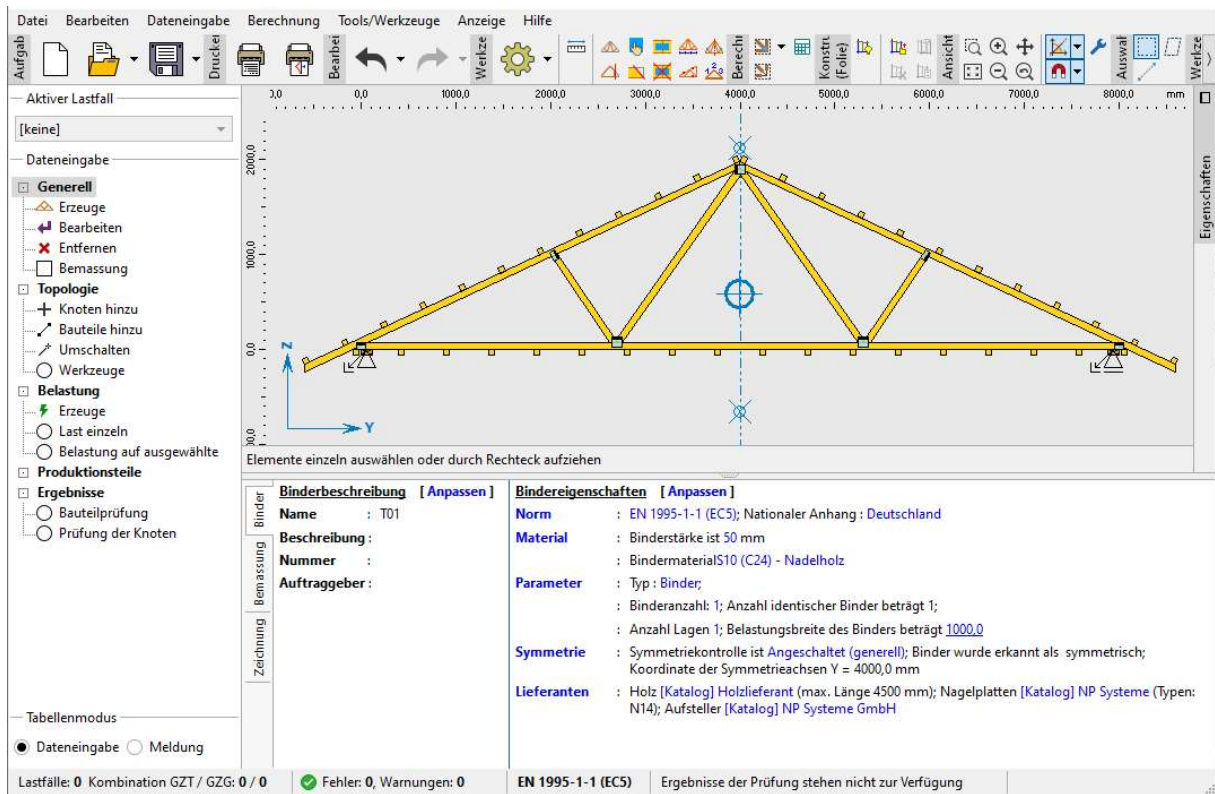 Datei Bearbeiten Dateneingabe Berechnung Tools/Werkzeuge Anzeige Hilfe
Aufgab
Drucker
Bearbei
Werkze
Berechn
Konstru
(Folie)
Ansicht
Auswahl
Werkze
Aktiver Lastfall
[keine]
Dateneingabe
Generell
Erzeuge
Bearbeiten
Entfernen
Bemassung
Topologie
Knoten hinzu
Bauteile hinzu
Umschalten
Werkzeuge
Belastung
Erzeuge
Last einzeln
Belastung auf ausgewählte
Produktionsteile
Ergebnisse
Bauteilprüfung
Prüfung der Knoten
Tabellenmodus
Dateneingabe Meldung
0,0 1000,0 2000,0 3000,0 4000,0 5000,0 6000,0 7000,0 8000,0 mm
2000,0
1000,0
0,0
Z
Y
Eigenschaften
Elemente einzeln auswählen oder durch Rechteck aufziehen
Binder
Bemassung
Zeichnung
Binderbeschreibung [ Anpassen ]
Name : T01
Beschreibung :
Nummer :
Auftraggeber :
Bindereigenschaften [ Anpassen ]
Norm : EN 1995-1-1 (EC5); Nationaler Anhang : Deutschland
Material : Binderstärke ist 50 mm
: BindermaterialS10 (C24) - Nadelholz
Parameter : Typ : Binder;
: Binderanzahl: 1; Anzahl identischer Binder beträgt 1;
: Anzahl Lagen 1; Belastungsbreite des Binders beträgt 1000,0
Symmetrie : Symmetriekontrolle ist Angeschaltet (generell); Binder wurde erkannt als symmetrisch;
Koordinate der Symmetrieachsen Y = 4000,0 mm
Lieferanten : Holz [Katalog] Holzlieferant (max. Länge 4500 mm); Nagelplatten [Katalog] NP Systeme (Typen:
N14); Aufsteller [Katalog] NP Systeme GmbH
Lastfälle: 0 Kombination GZT / GZG: 0 / 0 Fehler: 0, Warnungen: 0 EN 1995-1-1 (EC5) Ergebnisse der Prüfung stehen nicht zur Verfügung